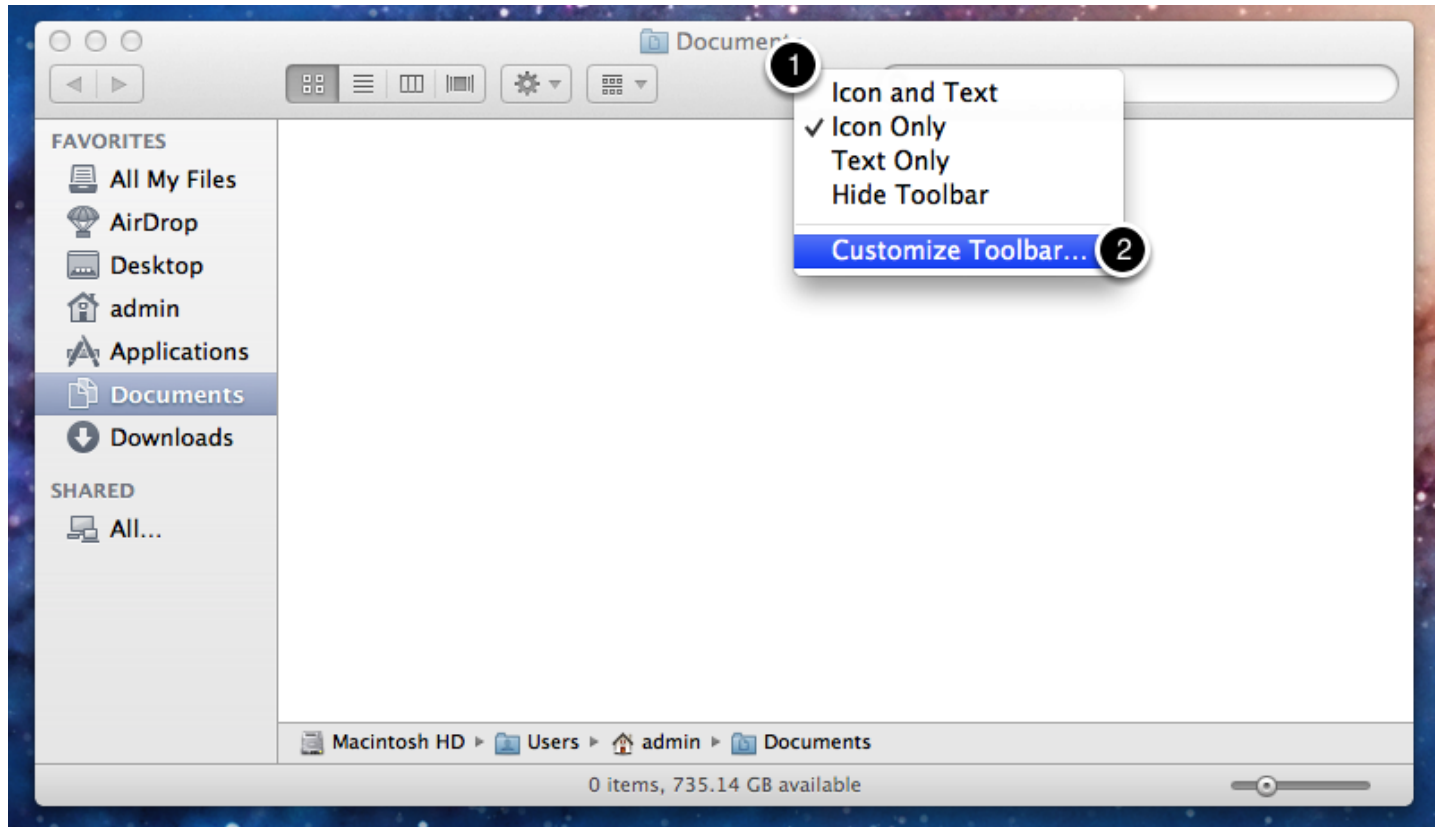 Documents
1
Icon and Text
Icon Only
Text Only
Hide Toolbar
Customize Toolbar... 2
FAVORITES
All My Files
AirDrop
Desktop
admin
Applications
Documents
Downloads
SHARED
All...
Macintosh HD ▸ Users ▸ admin ▸ Documents
0 items, 735.14 GB available